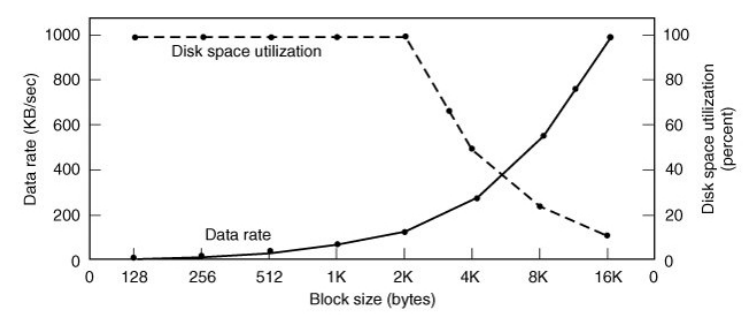 1000
800
600
400
200
0
Data rate (KB/sec)
Disk space utilization
Data rate
100
80
60
40
20
0
Disk space utilization
(percent)
0 128 256 512 1K 2K 4K 8K 16K 0
Block size (bytes)